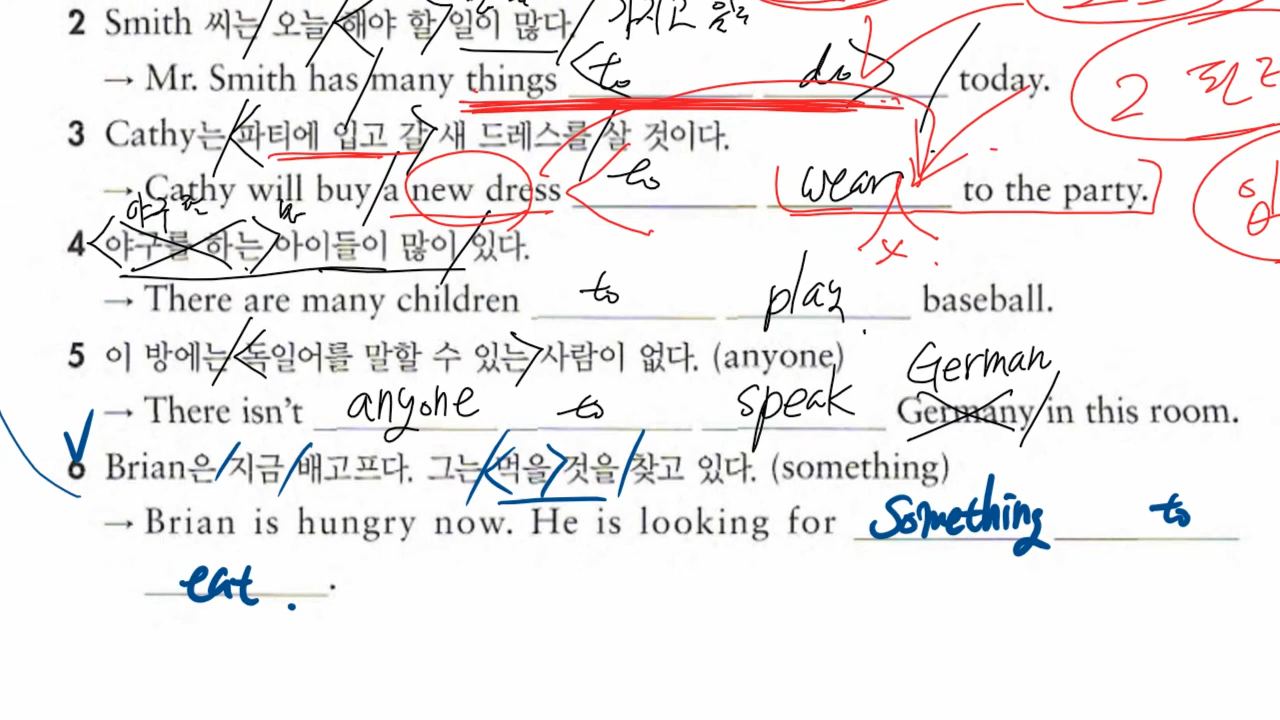 2 Smith 씨는 오늘 해야 할 일이 많다.
→ Mr. Smith has many things to do today.
2
3 Cathy는 파티에 입고 갈 새 드레스를 살 것이다.
→ Cathy will buy a new dress to wear to the party.
4 야구를 하는 아이들이 많이 있다.
→ There are many children to play baseball.
5 이 방에는 독일어를 말할 수 있는 사람이 없다. (anyone)
German
→ There isn't anyone to speak Germany in this room.
6 Brian은 지금 배고프다. 그는 먹을 것을 찾고 있다. (something)
→ Brian is hungry now. He is looking for Something to
eat.